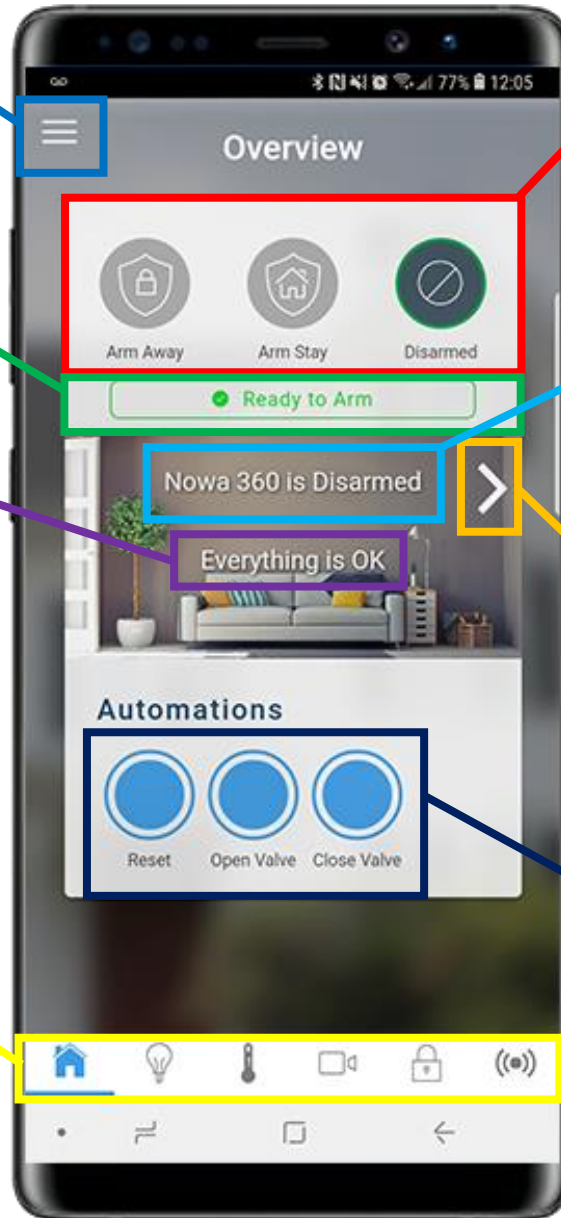 77% 12:05
Overview
Arm Away Arm Stay Disarmed
Ready to Arm
Nowa 360 is Disarmed
Everything is OK
Automations
Reset Open Valve Close Valve